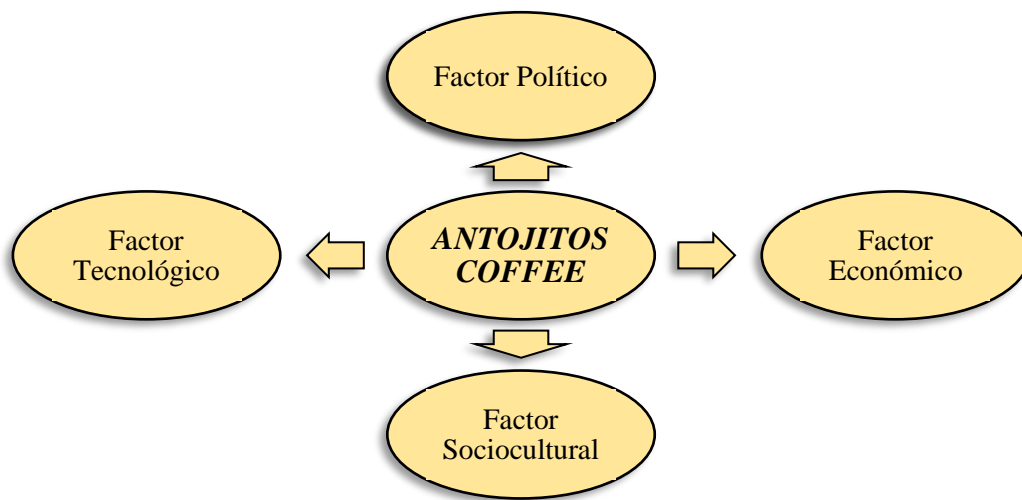 Factor Político
Factor
Tecnológico
ANTOJITOS
COFFEE
Factor
Económico
Factor
Sociocultural